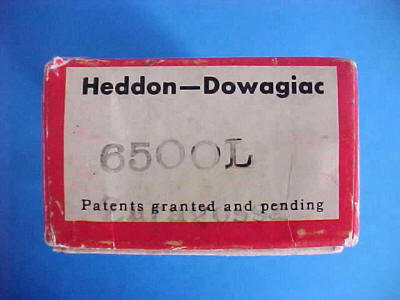 Heddon—Dowagiac
6500L
Patents granted and pending